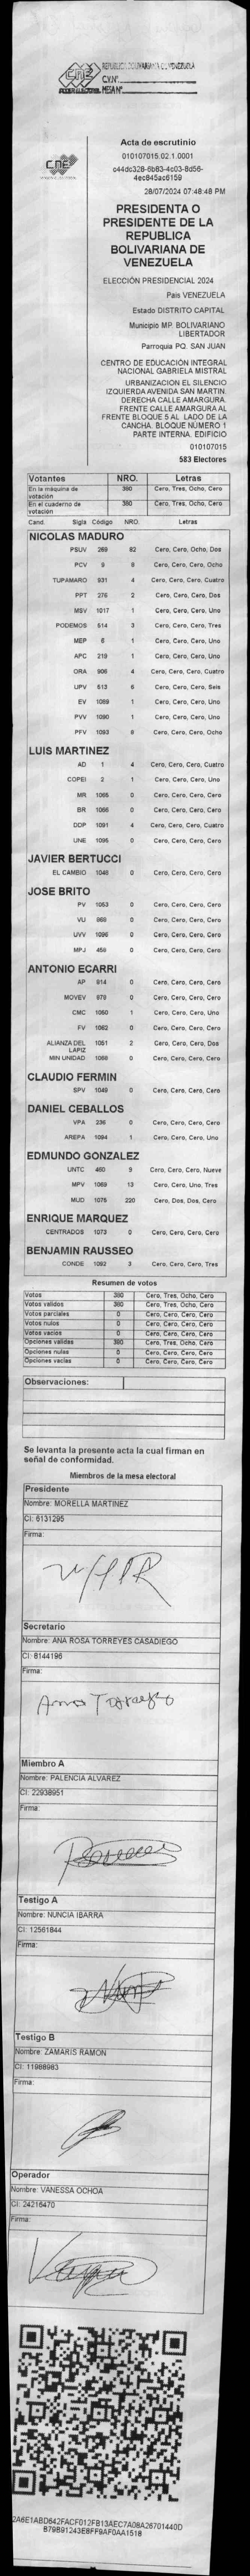 REPUBLICA BOLIVARIANA DE VENEZUELA
CNE
C.V.Nº
PODER ELECTORAL MESA Nº
CNE
Acta de escrutinio
010107015.02.1.0001
28/07/2024 07:48:48 PM
PRESIDENTA O
PRESIDENTE DE LA
REPUBLICA
BOLIVARIANA DE
VENEZUELA
ELECCIÓN PRESIDENCIAL 2024
Pais VENEZUELA
Estado DISTRITO CAPITAL
Municipio MP. BOLIVARIANO
LIBERTADOR
Parroquia PQ. SAN JUAN
CENTRO DE EDUCACIÓN INTEGRAL
NACIONAL GABRIELA MISTRAL
URBANIZACION EL SILENCIO
IZQUIERDA AVENIDA SAN MARTIN.
DERECHA CALLE AMARGURA.
FRENTE CALLE AMARGURA AL
FRENTE BLOQUE 5 AL LADO DE LA
CANCHA. BLOQUE NÚMERO 1
PARTE INTERNA. EDIFICIO
010107015
583 Electores
Votantes NRO. Letras
En la máquina de votación 380 Cero, Tres, Ocho, Cero
En el cuaderno de votación 380 Cero, Tres, Ocho, Cero
Cand. Sigla Código NRO. Letras
NICOLAS MADURO
PSUV 269 82 Cero, Cero, Ocho, Dos
PCV 9 8 Cero, Cero, Cero, Ocho
TUPAMARO 931 4 Cero, Cero, Cero, Cuatro
PPT 276 2 Cero, Cero, Cero, Dos
MSV 1017 1 Cero, Cero, Cero, Uno
PODEMOS 514 3 Cero, Cero, Cero, Tres
MEP 6 1 Cero, Cero, Cero, Uno
APC 219 1 Cero, Cero, Cero, Uno
ORA 906 4 Cero, Cero, Cero, Cuatro
UPV 513 6 Cero, Cero, Cero, Seis
EV 1089 1 Cero, Cero, Cero, Uno
PVV 1090 1 Cero, Cero, Cero, Uno
PFV 1093 8 Cero, Cero, Cero, Ocho
LUIS MARTINEZ
AD 1 4 Cero, Cero, Cero, Cuatro
COPEI 2 1 Cero, Cero, Cero, Uno
MR 1065 0 Cero, Cero, Cero, Cero
BR 1066 0 Cero, Cero, Cero, Cero
DDP 1091 4 Cero, Cero, Cero, Cuatro
UNE 1095 0 Cero, Cero, Cero, Cero
JAVIER BERTUCCI
EL CAMBIO 1048 0 Cero, Cero, Cero, Cero
JOSE BRITO
PV 1053 0 Cero, Cero, Cero, Cero
VU 868 0 Cero, Cero, Cero, Cero
UVV 1096 0 Cero, Cero, Cero, Cero
MPJ 458 0 Cero, Cero, Cero, Cero
ANTONIO ECARRI
AP 914 0 Cero, Cero, Cero, Cero
MOVEV 979 0 Cero, Cero, Cero, Cero
CMC 1050 1 Cero, Cero, Cero, Uno
FV 1062 0 Cero, Cero, Cero, Cero
ALIANZA DEL LAPIZ 1051 2 Cero, Cero, Cero, Dos
MIN UNIDAD 1068 0 Cero, Cero, Cero, Cero
CLAUDIO FERMIN
SPV 1049 0 Cero, Cero, Cero, Cero
DANIEL CEBALLOS
VPA 236 0 Cero, Cero, Cero, Cero
AREPA 1094 1 Cero, Cero, Cero, Uno
EDMUNDO GONZALEZ
UNTC 460 9 Cero, Cero, Cero, Nueve
MPV 1069 13 Cero, Cero, Uno, Tres
MUD 1075 220 Cero, Dos, Dos, Cero
ENRIQUE MARQUEZ
CENTRADOS 1073 0 Cero, Cero, Cero, Cero
BENJAMIN RAUSSEO
CONDE 1092 3 Cero, Cero, Cero, Tres
Resumen de votos
Votos 380 Cero, Tres, Ocho, Cero
Votos validos 380 Cero, Tres, Ocho, Cero
Votos parciales 0 Cero, Cero, Cero, Cero
Votos nulos 0 Cero, Cero, Cero, Cero
Votos vacios 0 Cero, Cero, Cero, Cero
Opciones validas 380 Cero, Tres, Ocho, Cero
Opciones nulas 0 Cero, Cero, Cero, Cero
Opciones vacias 0 Cero, Cero, Cero, Cero
Observaciones:
Se levanta la presente acta la cual firman en
señal de conformidad.
Miembros de la mesa electoral
Presidente
Nombre: MORELLA MARTINEZ
CI: 6131295
Firma:
Secretario
Nombre: ANA ROSA TORREYES CASADIEGO
CI: 8144196
Firma:
Miembro A
Nombre: PALENCIA ALVAREZ
CI: 22938951
Firma:
Testigo A
Nombre: NUNCIA IBARRA
CI: 12561844
Firma:
Testigo B
Nombre: ZAMARIS RAMON
CI: 11988983
Firma:
Operador
Nombre: VANESSA OCHOA
CI: 24216470
Firma:
2A6E1ABD642FACF012FB13AEC7A08A26701440D
B79B91243E8FF9AF0AA1518